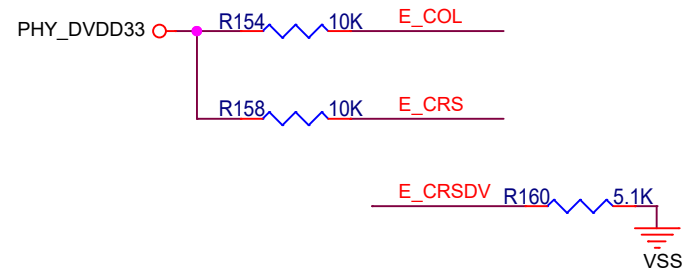 PHY_DVDD33 R154 10K E_COL
R158 10K E_CRS
E_CRSDV R160 5.1K
VSS